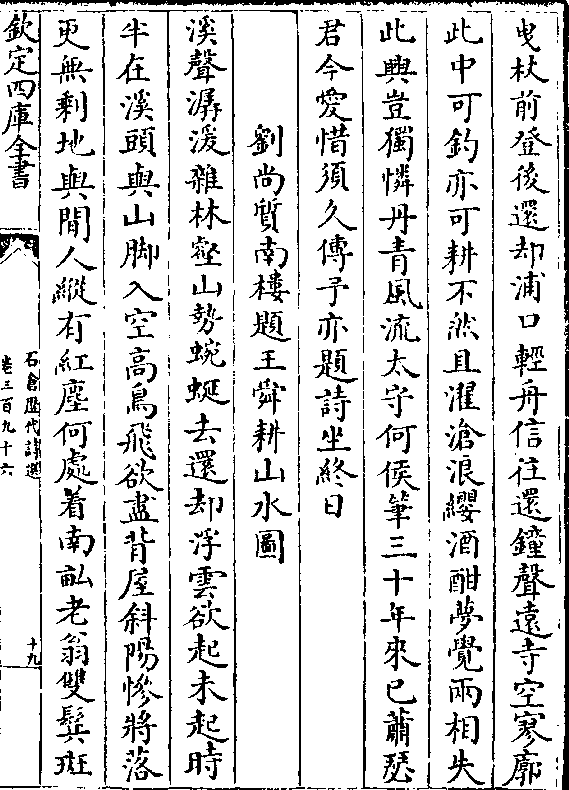 曵杖前登後還却浦口輕舟信往還鐘聲遠寺空寥廓
此中可釣亦可耕不然且濯滄浪纓酒酣夢覺兩相失
此興豈獨憐丹青風流太守何侯筆三十年來已蕭瑟
君今愛惜須久傳予亦題詩坐終日
劉尚質南樓題王舜耕山水圖
溪聲潺湲雜林壑山勢蜿蜒去還却浮雲欲起未起時
半在溪頭與山脚入空高鳥飛欲盡背屋斜陽慘將落
更無剩地與閒人縱有紅塵何處着南畝老翁雙鬓班
欽定四庫全書
石倉歷代詩選
卷三百九十六
十九